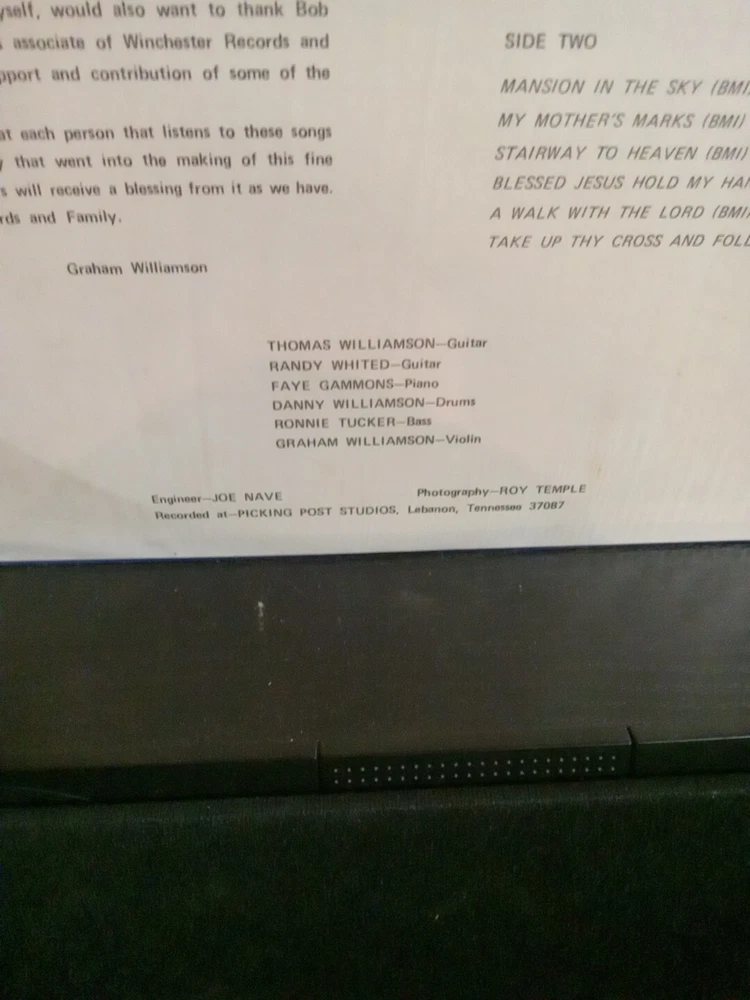 yself, would also want to thank Bob
associate of Winchester Records and
pport and contribution of some of the
at each person that listens to these songs
y that went into the making of this fine
s will receive a blessing from it as we have.
rds and Family.
Graham Williamson
SIDE TWO
MANSION IN THE SKY (BMI)
MY MOTHER'S MARKS (BMI)
STAIRWAY TO HEAVEN (BMI)
BLESSED JESUS HOLD MY HAN
A WALK WITH THE LORD (BMI)
TAKE UP THY CROSS AND FOLL
THOMAS WILLIAMSON—Guitar
RANDY WHITED—Guitar
FAYE GAMMONS—Piano
DANNY WILLIAMSON—Drums
RONNIE TUCKER—Bass
GRAHAM WILLIAMSON—Violin
Engineer—JOE NAVE
Photography—ROY TEMPLE
Recorded at—PICKING POST STUDIOS, Lebanon, Tennessee 37087